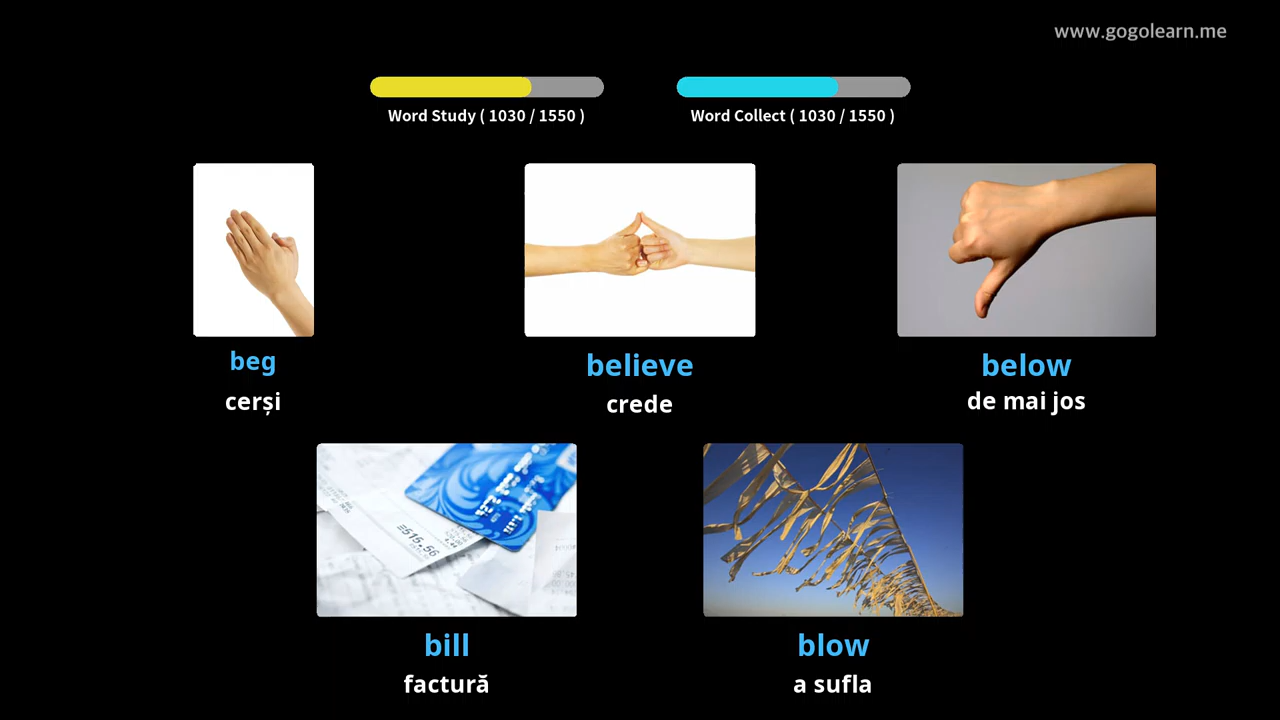 www.gogolearn.me
Word Study ( 1030 / 1550 )
Word Collect ( 1030 / 1550 )
beg
believe
below
cerși
crede
de mai jos
bill
blow
factură
a sufla